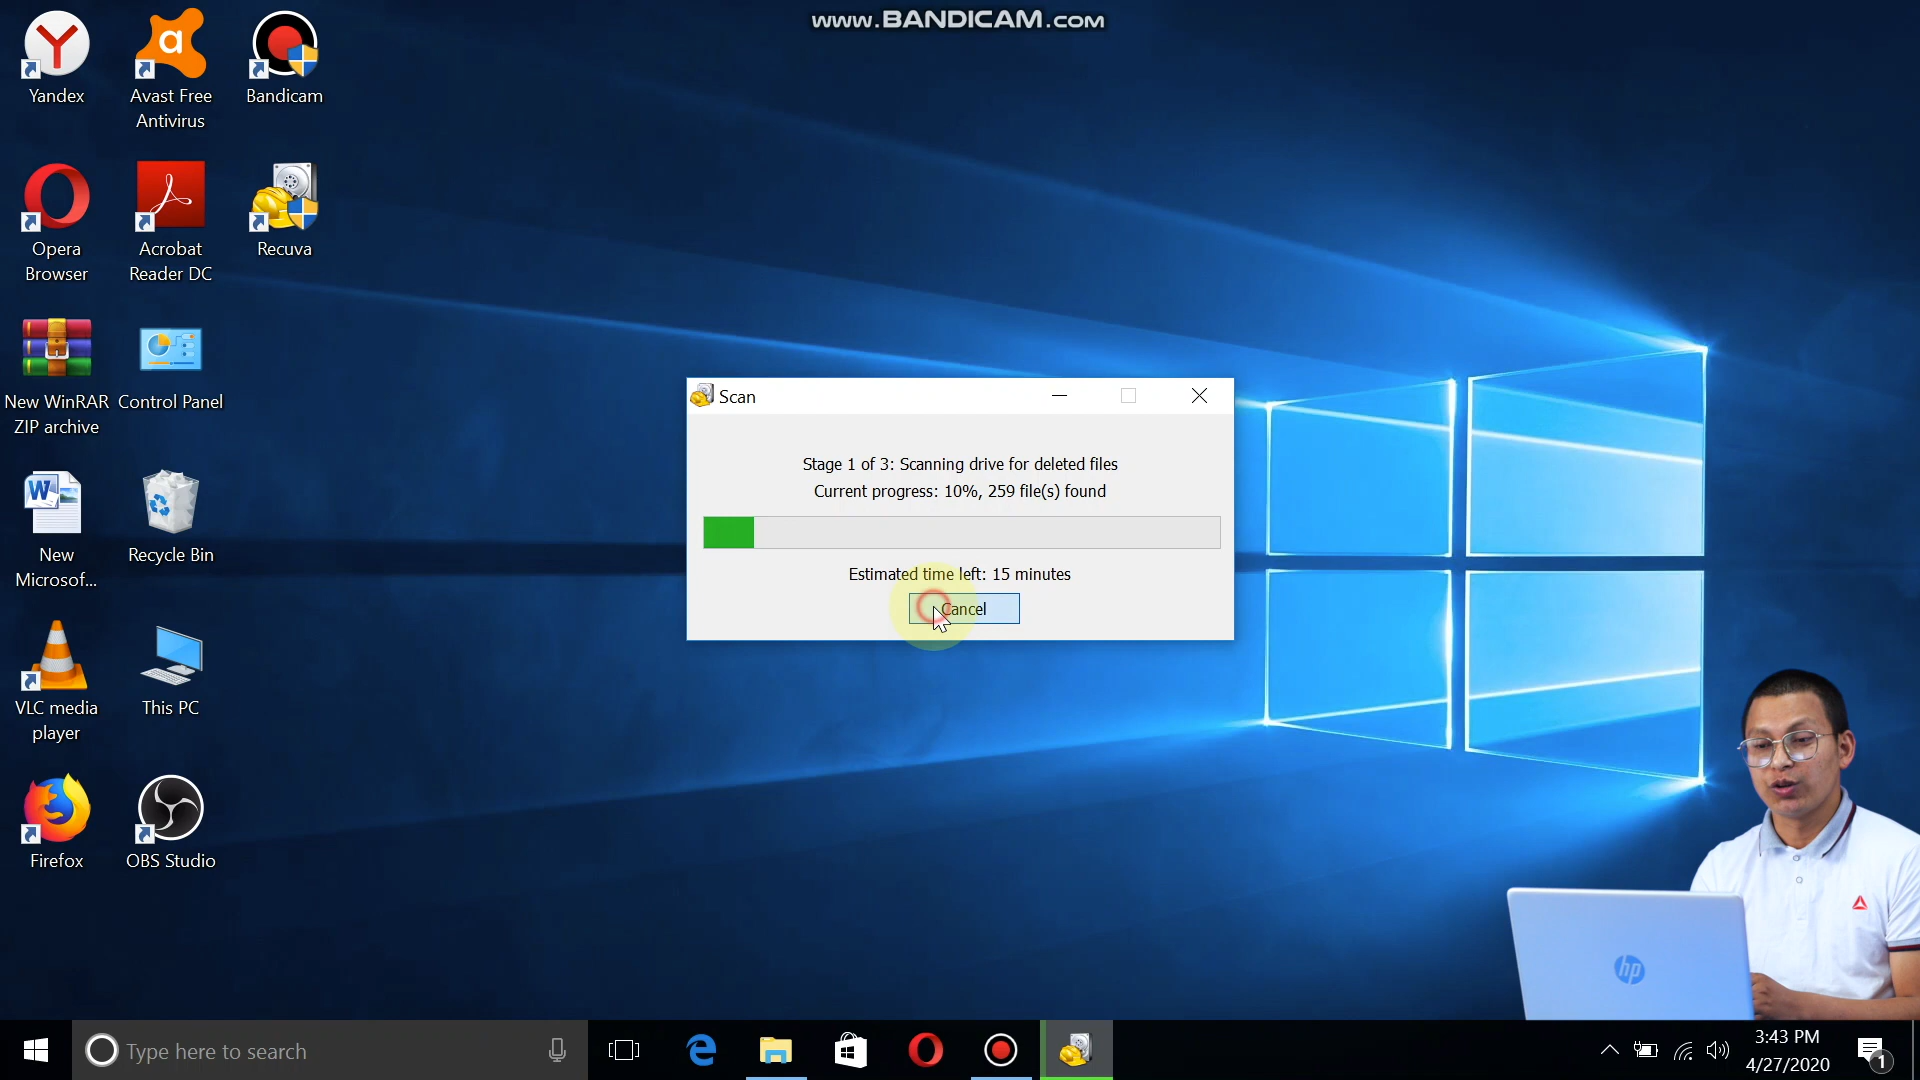 www.BANDICAM.com
Yandex
Avast Free
Antivirus
Bandicam
Opera
Browser
Acrobat
Reader DC
Recuva
New WinRAR
ZIP archive
Control Panel
New
Microsof...
Recycle Bin
VLC media
player
This PC
Firefox
OBS Studio
Scan
Stage 1 of 3: Scanning drive for deleted files
Current progress: 10%, 259 file(s) found
Estimated time left: 15 minutes
Cancel
hp
Type here to search
3:43 PM
4/27/2020
1